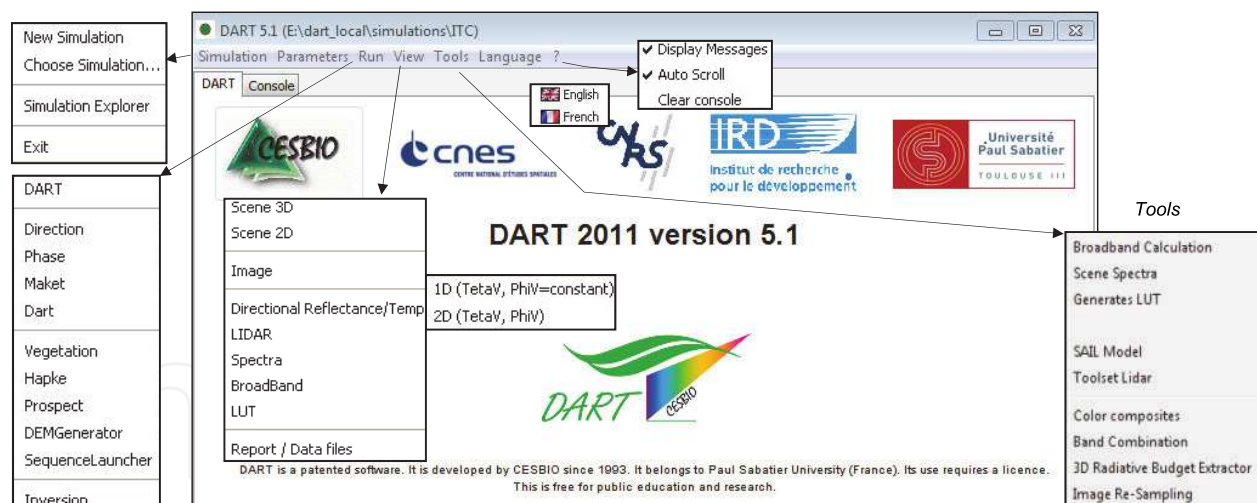 DART 5.1 (E:\dart_local\simulations\ITC)
Simulation Parameters Run View Tools Language ?
DART Console
New Simulation
Choose Simulation...
Simulation Explorer
Exit
DART
Direction
Phase
Maket
Dart
Vegetation
Hapke
Prospect
DEMGenerator
SequenceLauncher
Inversion
Display Messages
Auto Scroll
Clear console
English
French
CESBIO
cnes
CENTRE NATIONAL D'ÉTUDES SPATIALES
CNRS
IRD
Institut de recherche
pour le développement
Université
Paul Sabatier
TOULOUSE III
Scene 3D
Scene 2D
Image
Directional Reflectance/Temp
LIDAR
Spectra
BroadBand
LUT
Report / Data files
1D (TetaV, PhiV=constant)
2D (TetaV, PhiV)
DART 2011 version 5.1
DART
CESBIO
Tools
Broadband Calculation
Scene Spectra
Generates LUT
SAIL Model
Toolset Lidar
Color composites
Band Combination
3D Radiative Budget Extractor
Image Re-Sampling
DART is a patented software. It is developed by CESBIO since 1993. It belongs to Paul Sabatier University (France). Its use requires a licence.
This is free for public education and research.